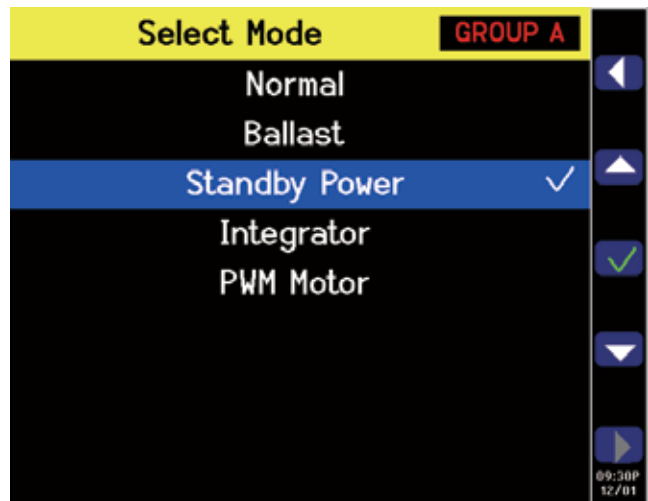 Select Mode GROUP A
Normal
Ballast
Standby Power
Integrator
PWM Motor
09:30P
12/01